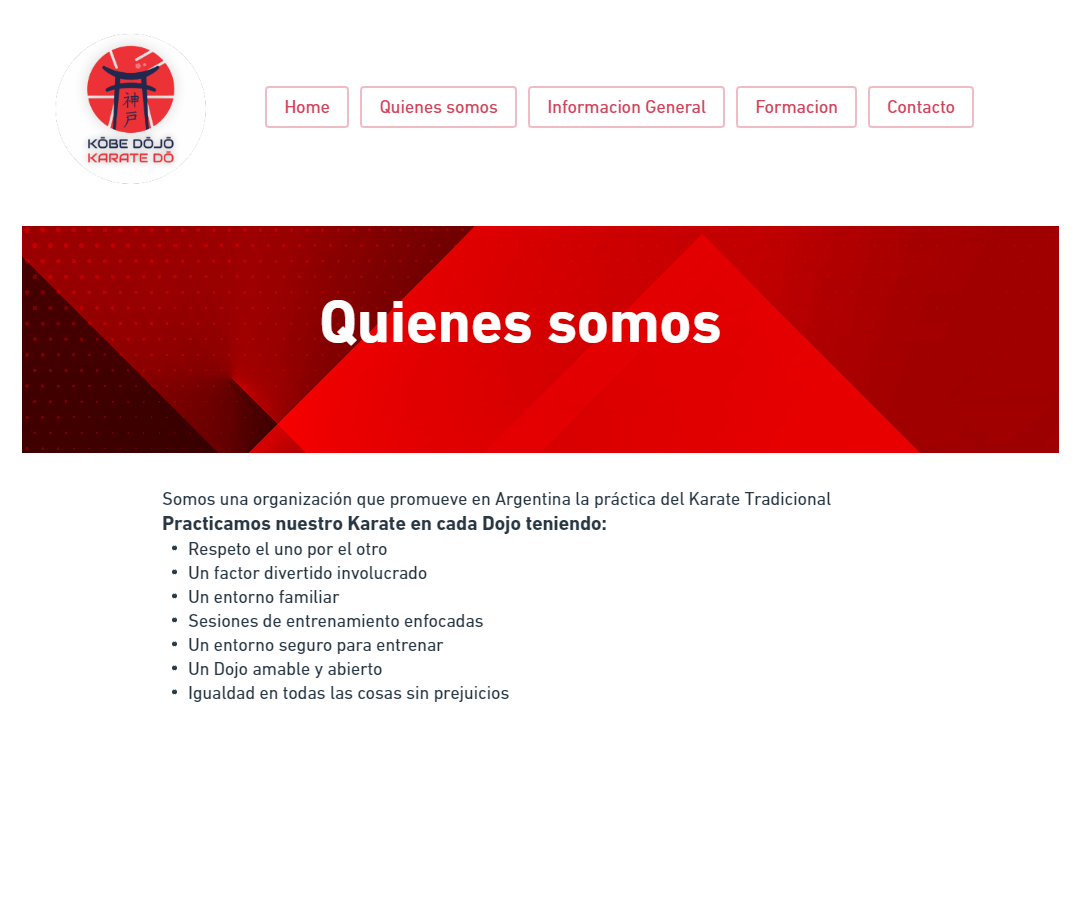 神
戸
KŌBE DŌJŌ
KARATE DŌ
Home
Quienes somos
Informacion General
Formacion
Contacto
Quienes somos
Somos una organización que promueve en Argentina la práctica del Karate Tradicional
Practicamos nuestro Karate en cada Dojo teniendo:
• Respeto el uno por el otro
• Un factor divertido involucrado
• Un entorno familiar
• Sesiones de entrenamiento enfocadas
• Un entorno seguro para entrenar
• Un Dojo amable y abierto
• Igualdad en todas las cosas sin prejuicios